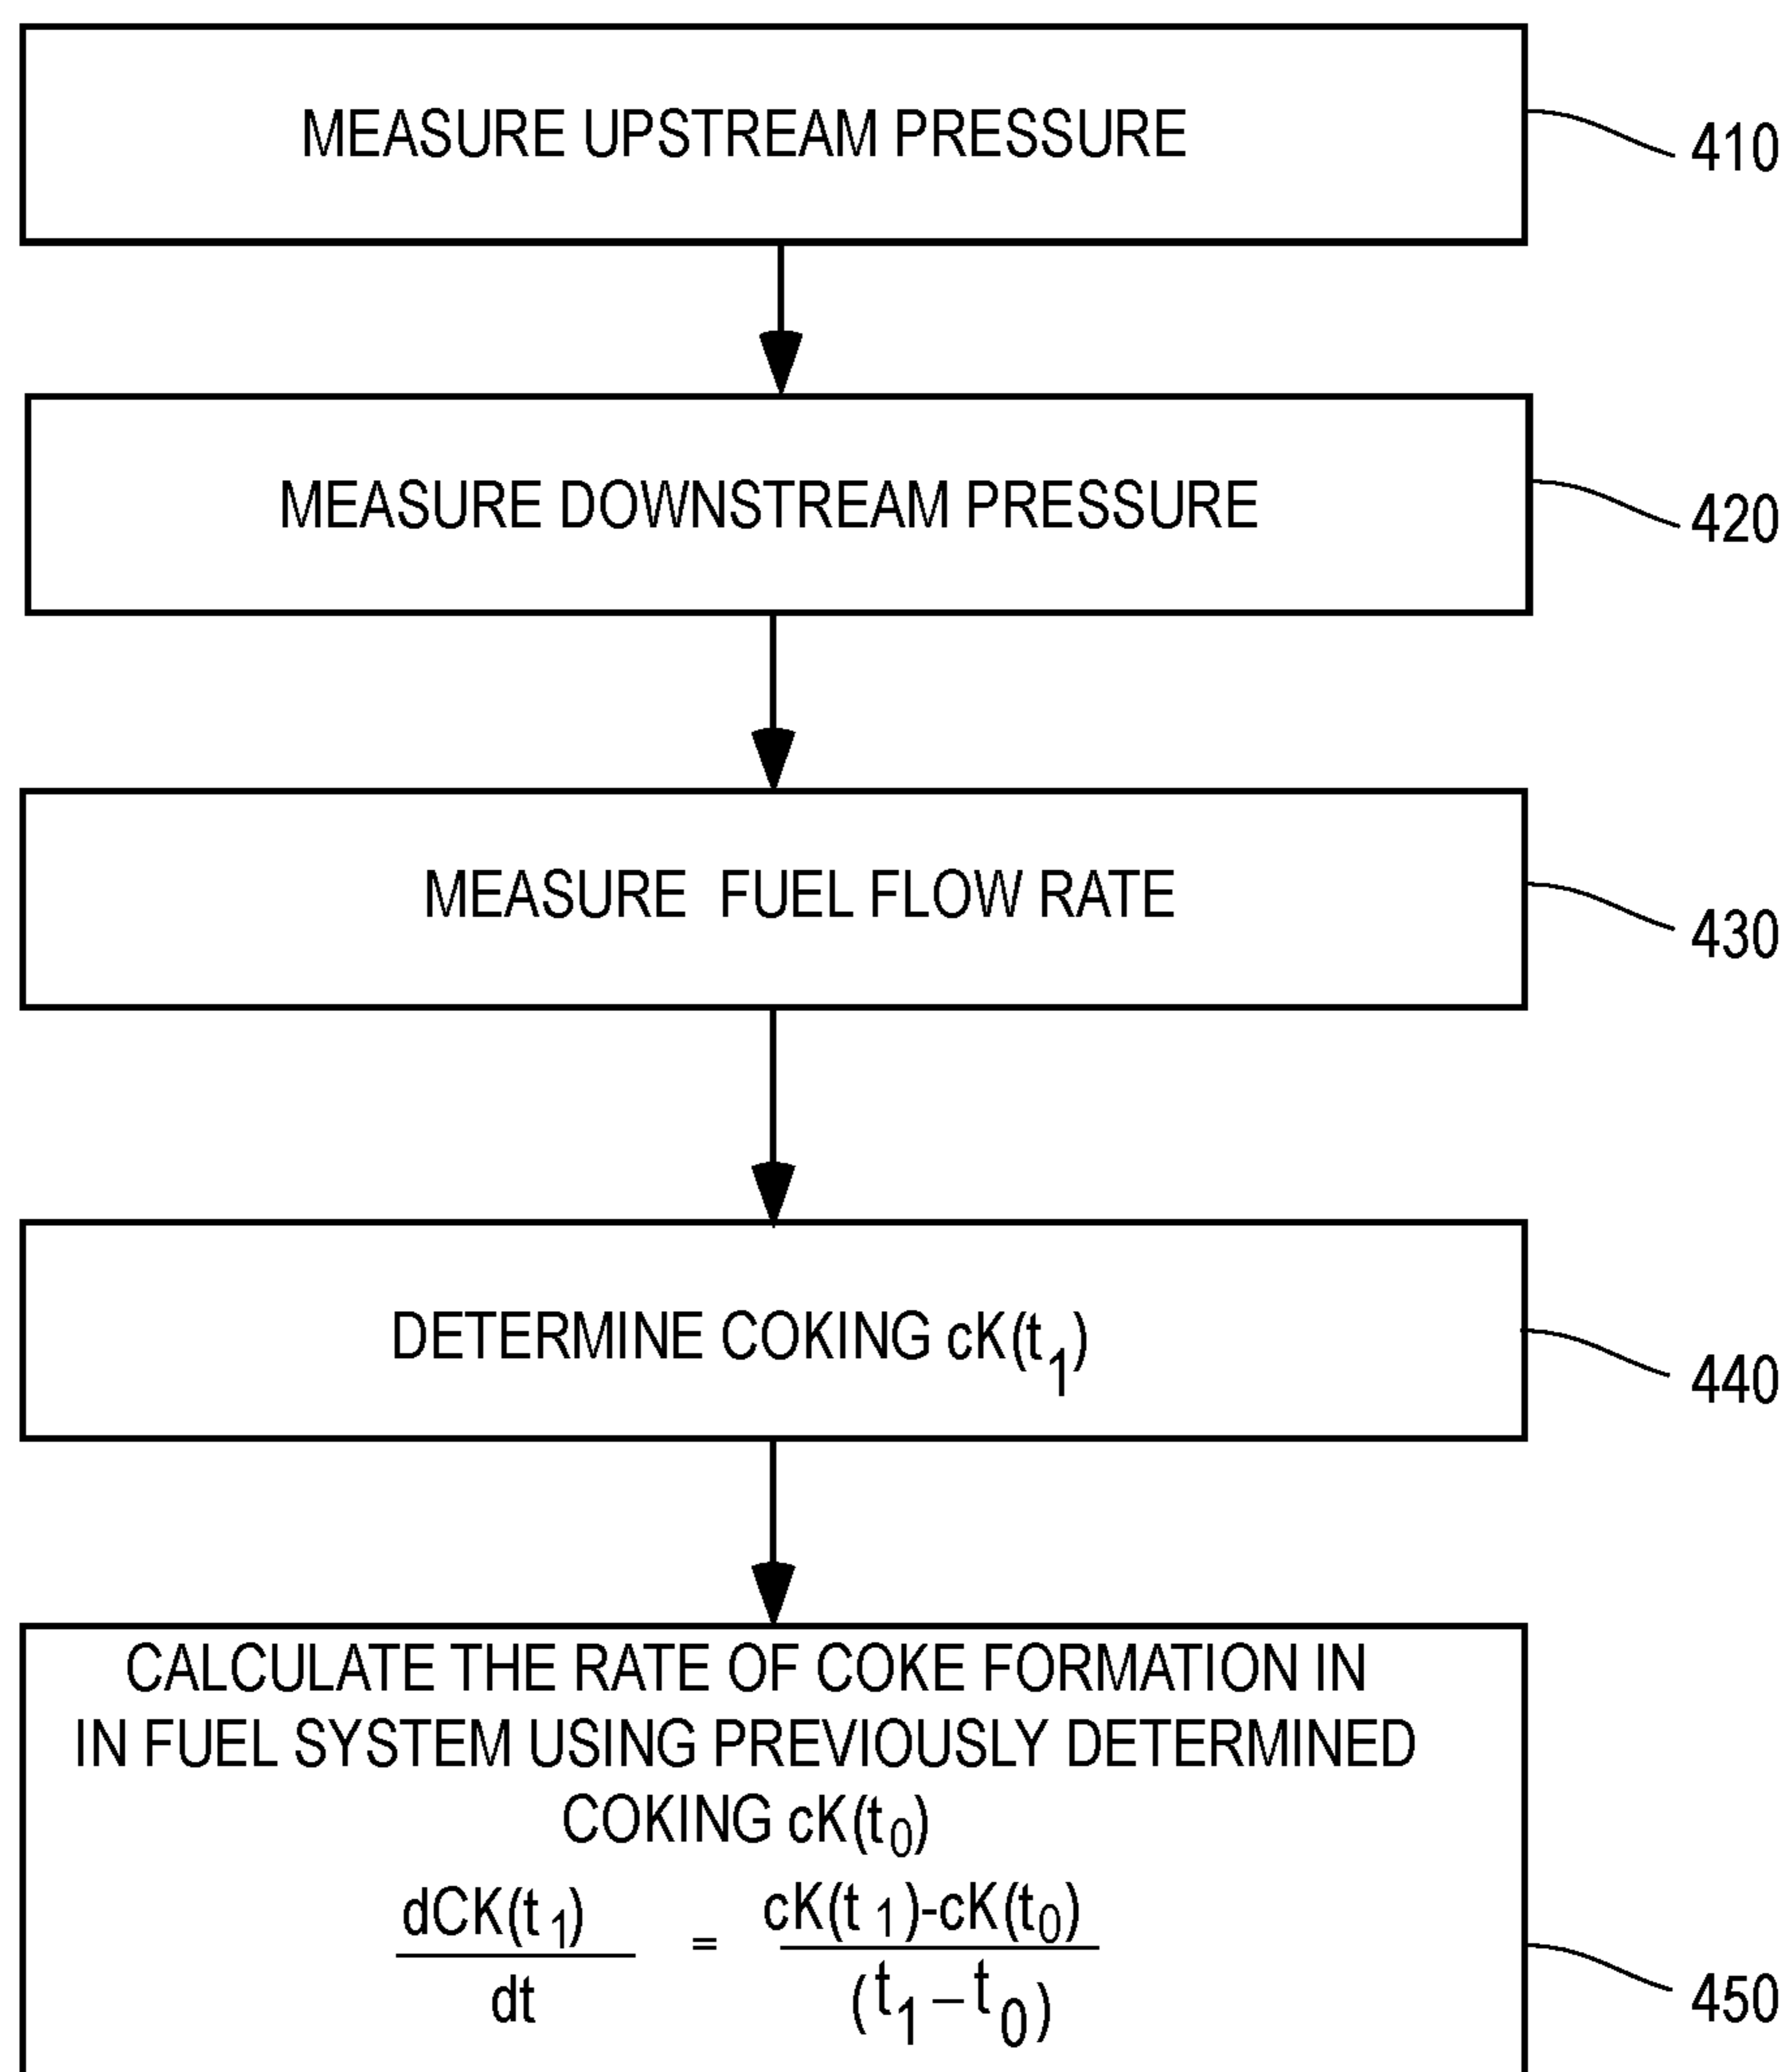 MEASURE UPSTREAM PRESSURE
410
MEASURE DOWNSTREAM PRESSURE
420
MEASURE FUEL FLOW RATE
430
DETERMINE COKING cK(t₁)
440
CALCULATE THE RATE OF COKE FORMATION IN
IN FUEL SYSTEM USING PREVIOUSLY DETERMINED
COKING cK(t₀)
dCK(t₁)/dt = cK(t₁)-cK(t₀)/(t₁–t₀)
450